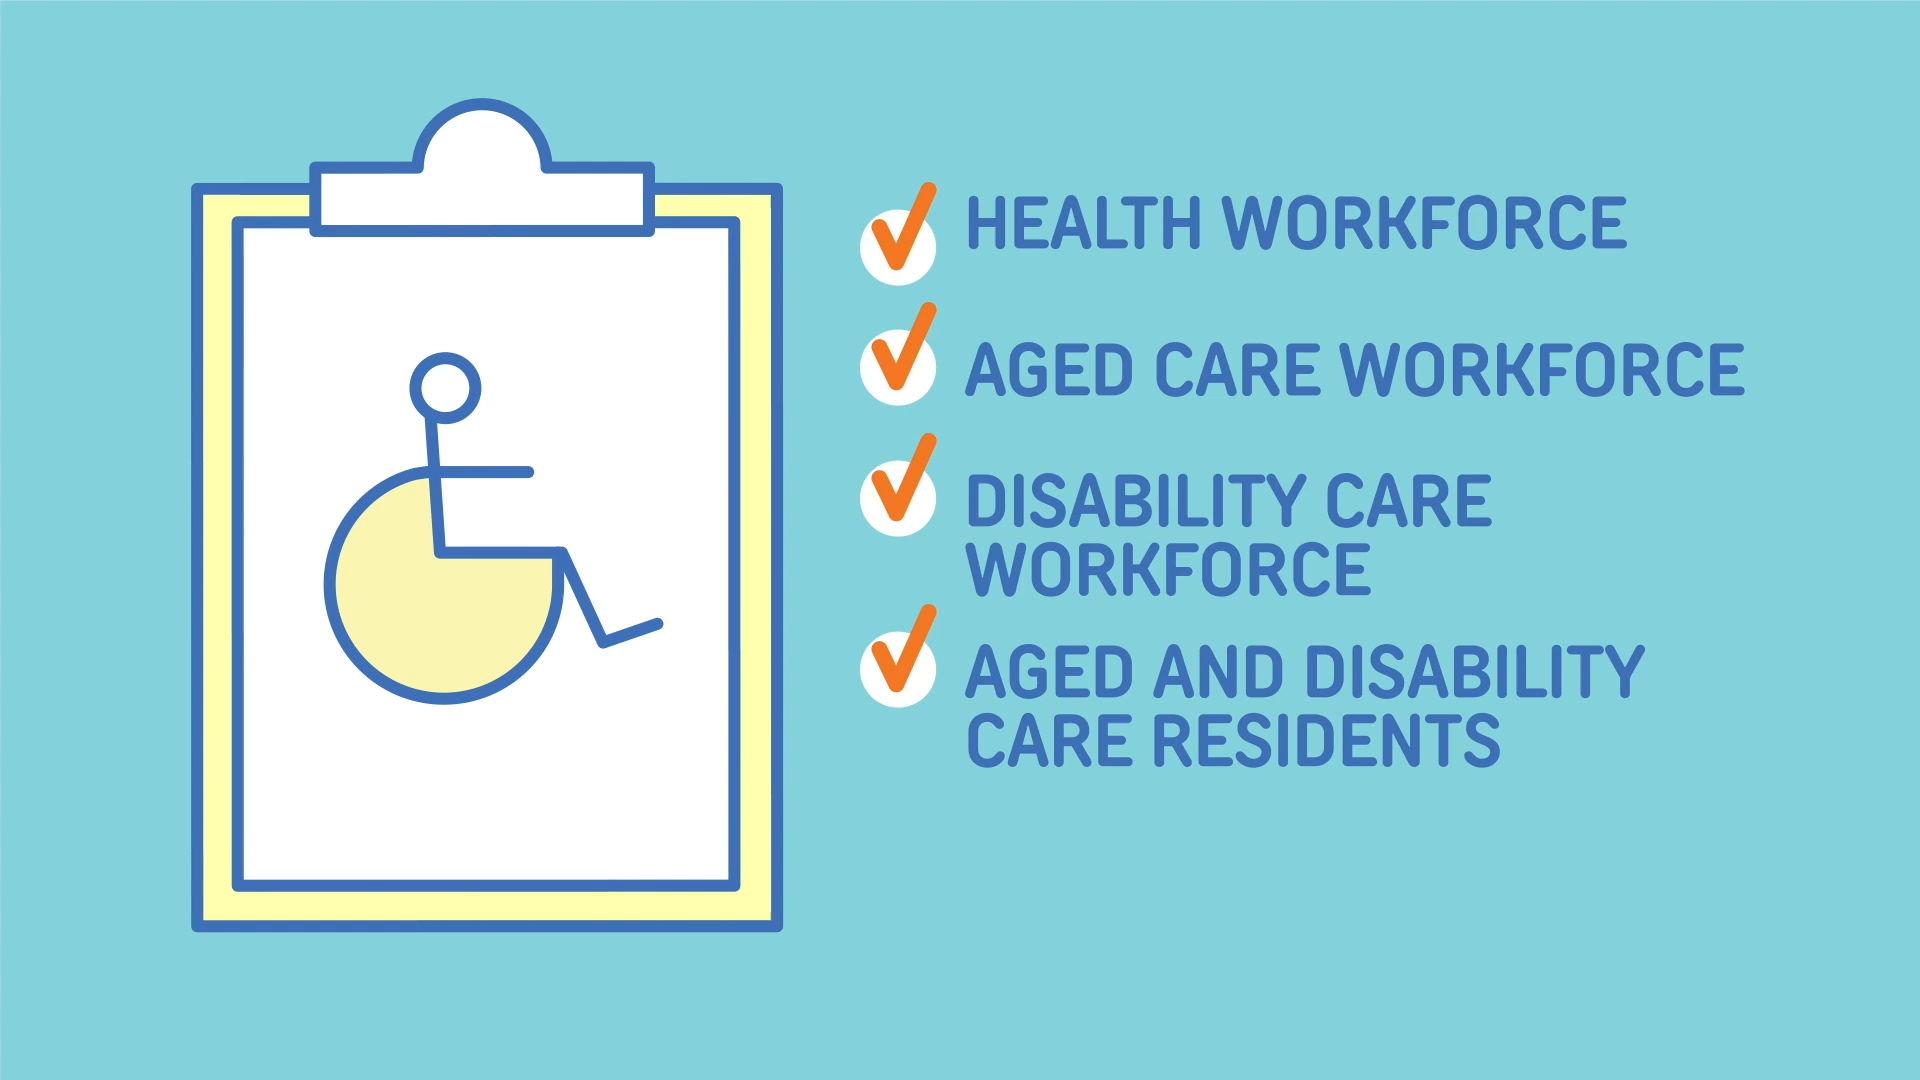 HEALTH WORKFORCE
AGED CARE WORKFORCE
DISABILITY CARE
WORKFORCE
AGED AND DISABILITY
CARE RESIDENTS